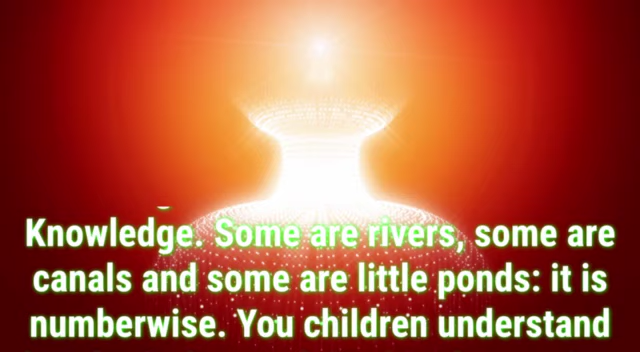 Knowledge. Some are rivers, some are
canals and some are little ponds: it is
numberwise. You children understand